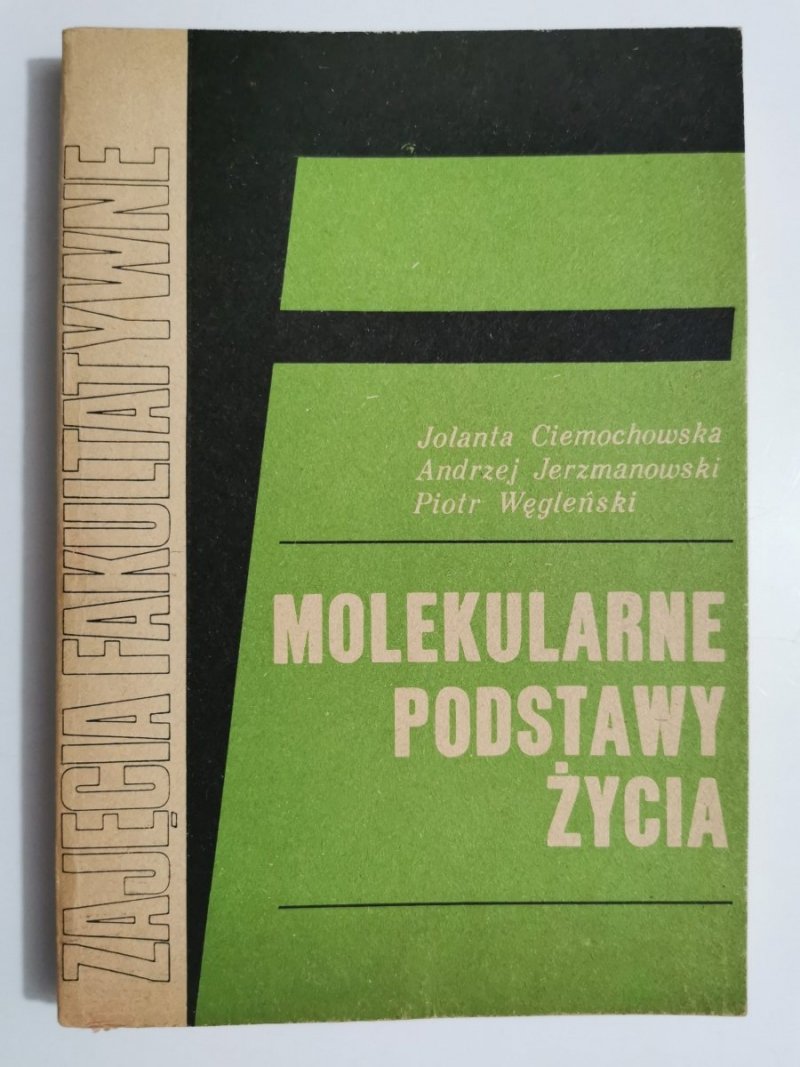 ZAJĘCIA FAKULTATYWNE
Jolanta Ciemochowska
Andrzej Jerzmanowski
Piotr Węgleński
MOLEKULARNE
PODSTAWY
ŻYCIA